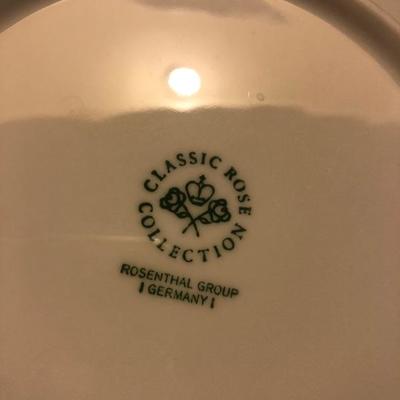 CLASSIC ROSE
COLLECTION
ROSENTHAL GROUP
GERMANY